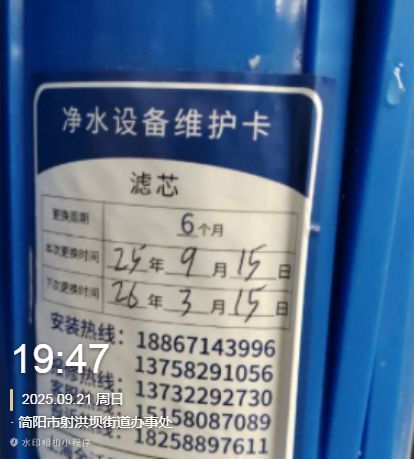 净水设备维护卡
滤芯
更换周期 6个月
本次更换时间 25年9月15日
下次更换时间 26年3月15日
安装热线：18867143996
13758291056
13732292730
15158087089
18258897611
19:47
2025.09.21 周日
·简阳市射洪坝街道办事处
水印相机小程序